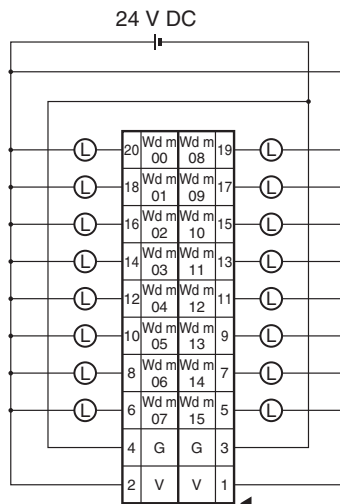 24 V DC
L 20 Wd m 00 Wd m 08 19 L
L 18 Wd m 01 Wd m 09 17 L
L 16 Wd m 02 Wd m 10 15 L
L 14 Wd m 03 Wd m 11 13 L
L 12 Wd m 04 Wd m 12 11 L
L 10 Wd m 05 Wd m 13 9 L
L 8 Wd m 06 Wd m 14 7 L
L 6 Wd m 07 Wd m 15 5 L
4 G G 3
2 V V 1